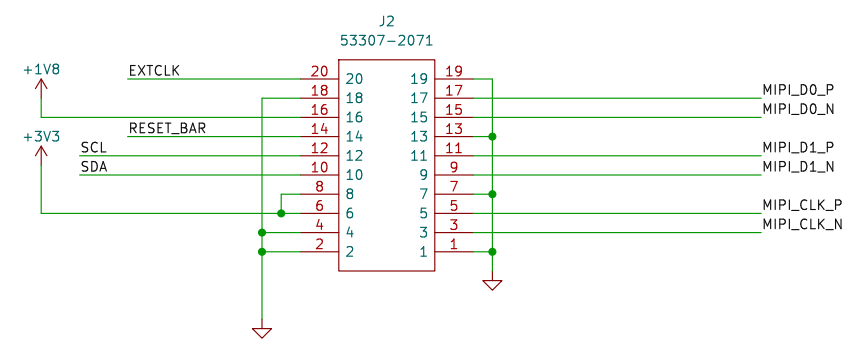 J2
53307-2071
+1V8
EXTCLK 20 20 19 19
18 18 17 17 MIPI_D0_P
16 16 15 15 MIPI_D0_N
+3V3 RESET_BAR 14 14 13 13
SCL 12 12 11 11 MIPI_D1_P
SDA 10 10 9 9 MIPI_D1_N
8 8 7 7
6 6 5 5 MIPI_CLK_P
4 4 3 3 MIPI_CLK_N
2 2 1 1